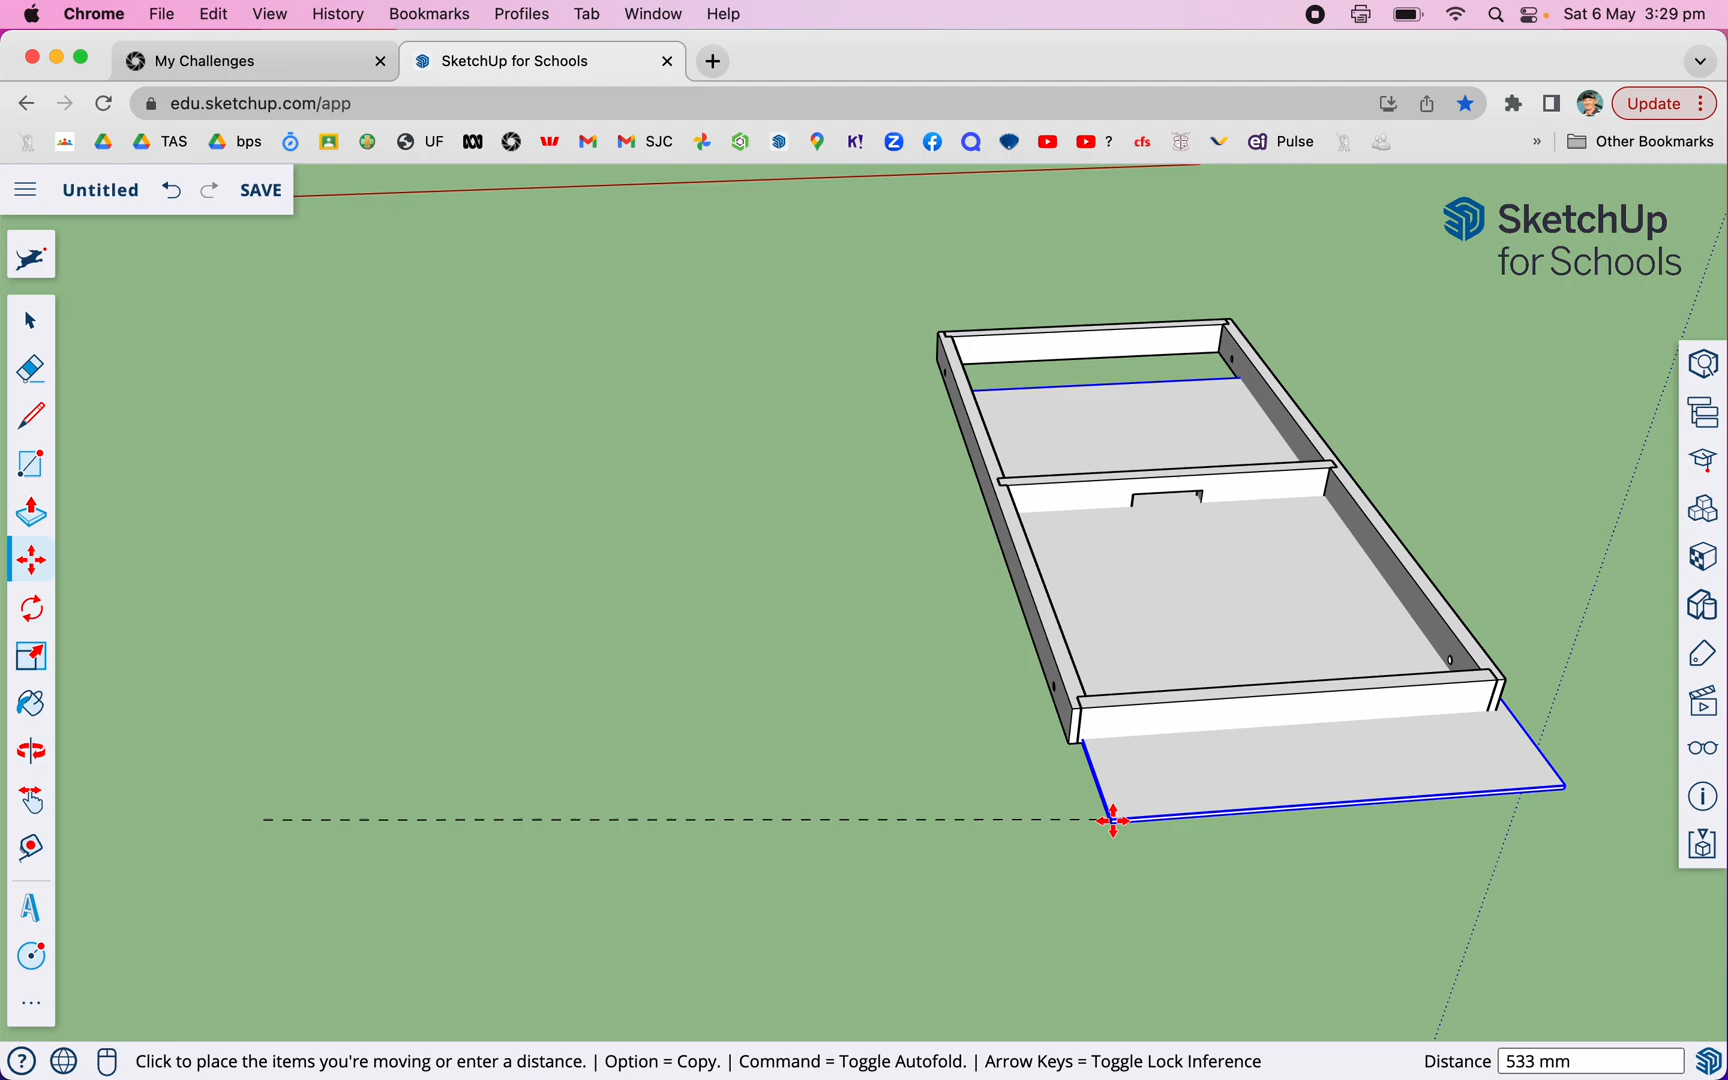 Chrome File Edit View History Bookmarks Profiles Tab Window Help Sat 6 May 3:29 pm
My Challenges SketchUp for Schools
edu.sketchup.com/app Update
TAS bps UF SJC K! ? cfs ei Pulse » Other Bookmarks
Untitled SAVE
SketchUp
for Schools
Click to place the items you're moving or enter a distance. | Option = Copy. | Command = Toggle Autofold. | Arrow Keys = Toggle Lock Inference Distance 533 mm